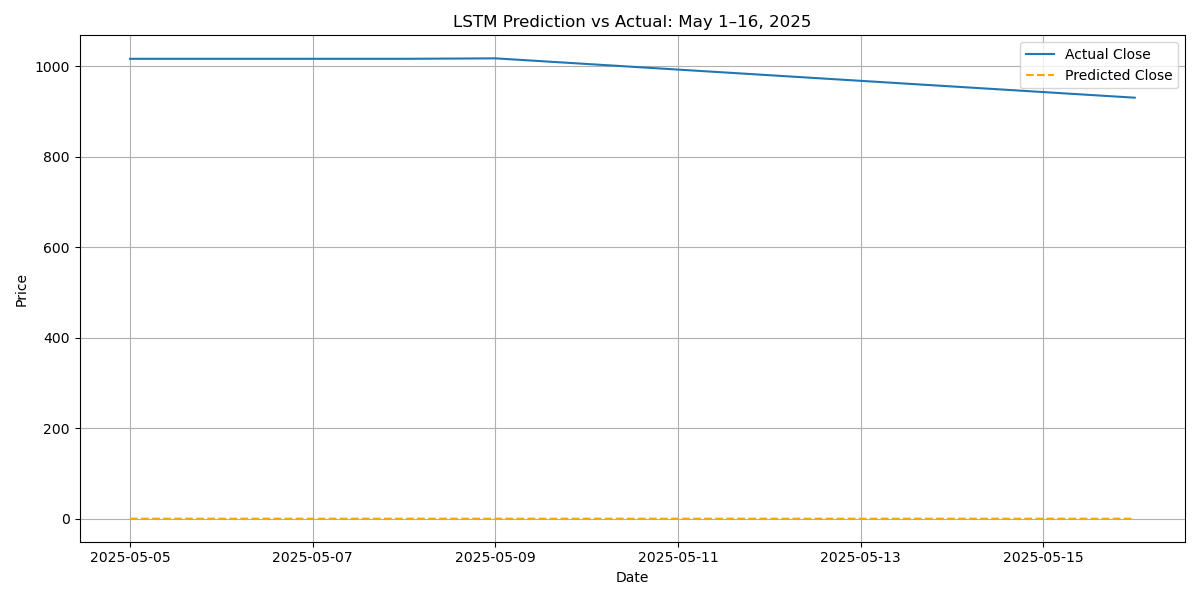 LSTM Prediction vs Actual: May 1–16, 2025
Actual Close
Predicted Close
1000
800
600
400
200
0
Price
2025-05-05 2025-05-07 2025-05-09 2025-05-11 2025-05-13 2025-05-15
Date